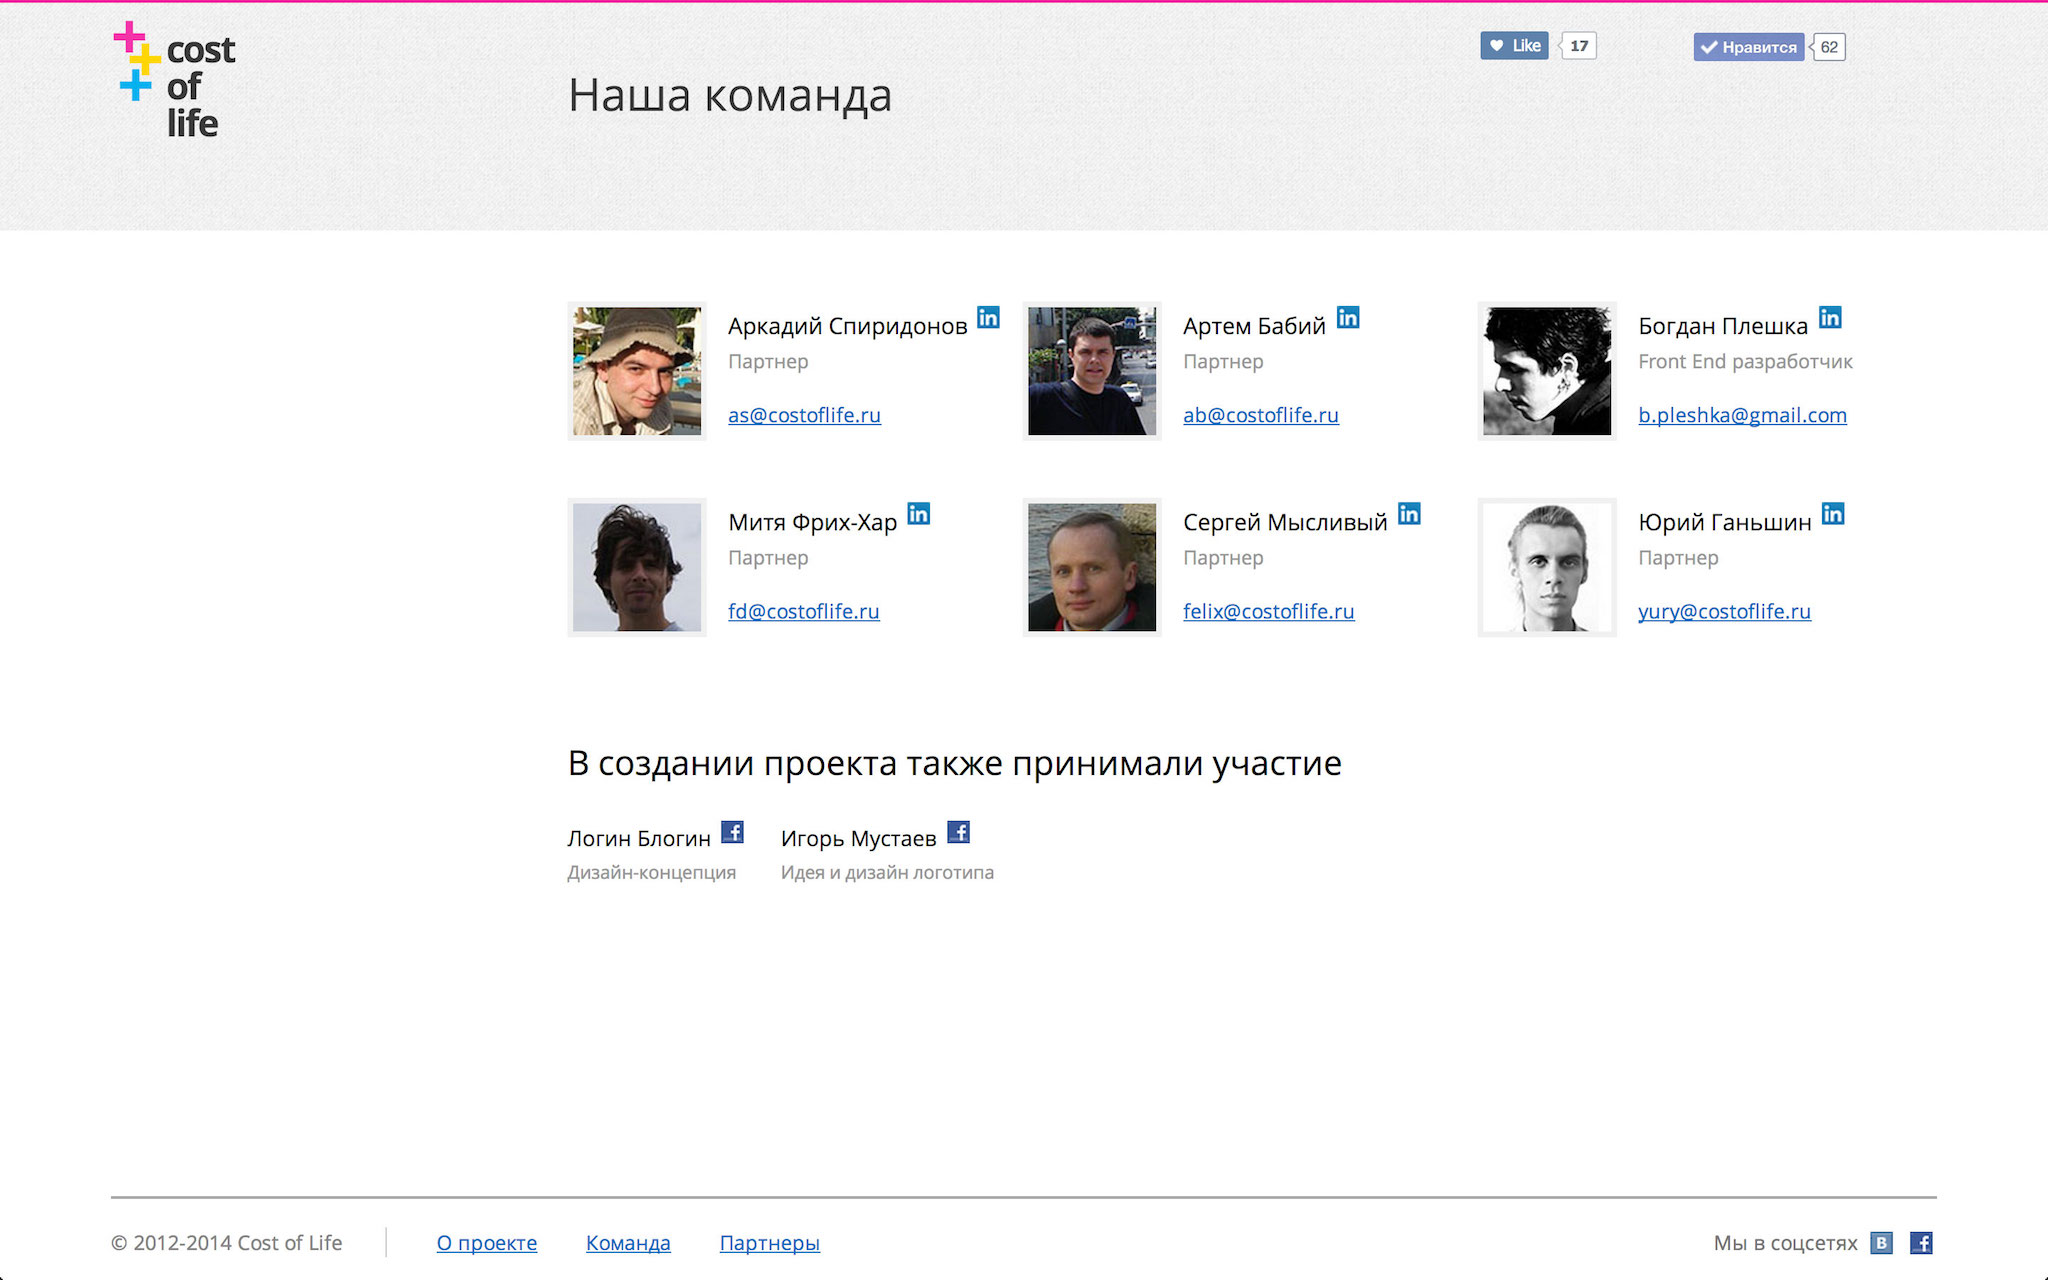 cost
of
life
Наша команда
Like 17
Нравится 62
Аркадий Спиридонов in
Партнер
as@costoflife.ru
Артем Бабий in
Партнер
ab@costoflife.ru
Богдан Плешка in
Front End разработчик
b.pleshka@gmail.com
Митя Фрих-Хар in
Партнер
fd@costoflife.ru
Сергей Мысливый in
Партнер
felix@costoflife.ru
Юрий Ганьшин in
Партнер
yury@costoflife.ru
В создании проекта также принимали участие
Логин Блогин f
Дизайн-концепция
Игорь Мустаев f
Идея и дизайн логотипа
© 2012-2014 Cost of Life О проекте Команда Партнеры Мы в соцсетях B f